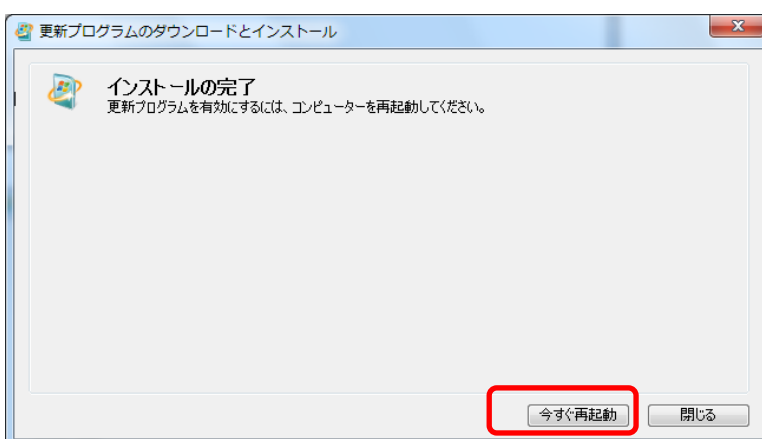 更新プログラムのダウンロードとインストール
インストールの完了
更新プログラムを有効にするには、コンピューターを再起動してください。
今すぐ再起動
閉じる